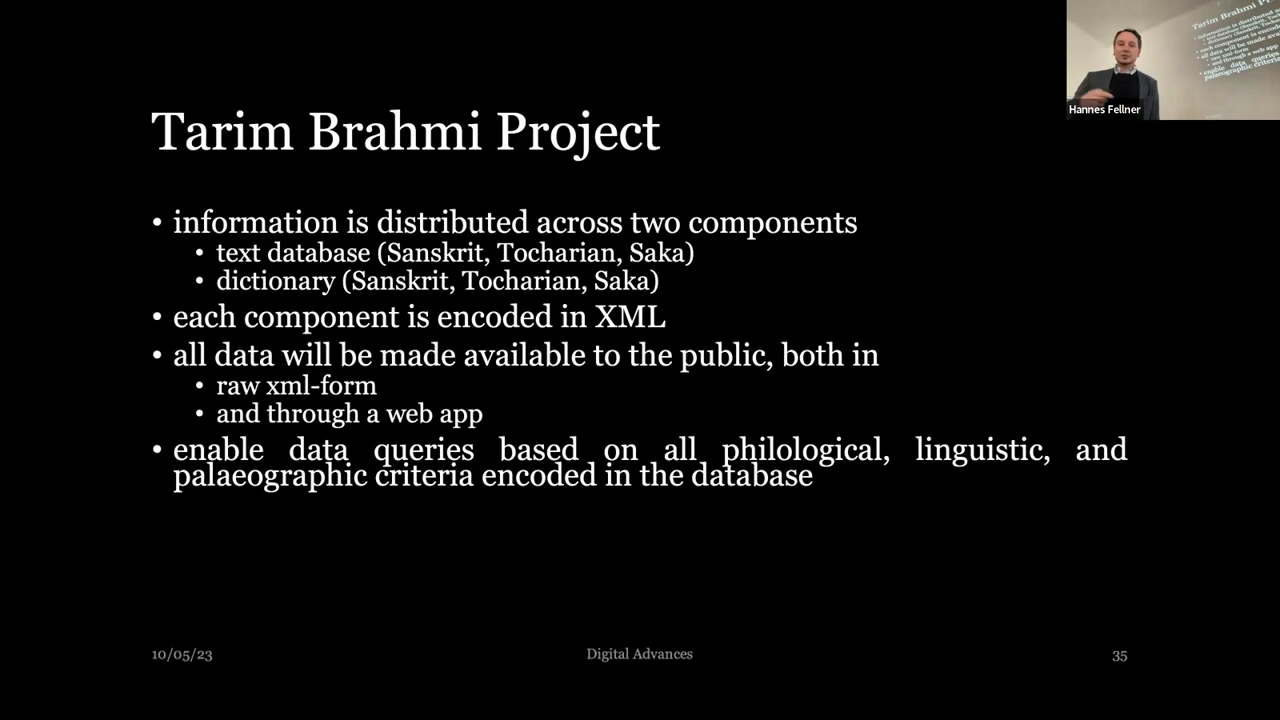 Tarim Brahmi Project
• information is distributed across two components
• text database (Sanskrit, Tocharian, Saka)
• dictionary (Sanskrit, Tocharian, Saka)
• each component is encoded in XML
• all data will be made available to the public, both in
• raw xml-form
• and through a web app
• enable data queries based on all philological, linguistic, and
palaeographic criteria encoded in the database
10/05/23
Digital Advances
35
Hannes Fellner